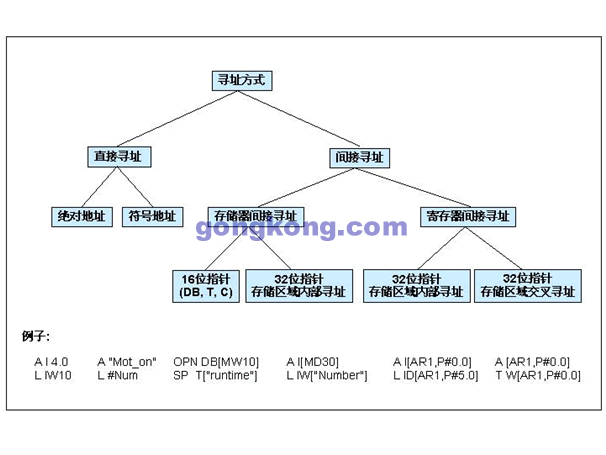 寻址方式
直接寻址
间接寻址
绝对地址
符号地址
存储器间接寻址
寄存器间接寻址
gongkong.com
16位指针
(DB, T, C)
32位指针
存储区域内部寻址
32位指针
存储区域内部寻址
32位指针
存储区域交叉寻址
例子:
A I 4.0 A "Mot_on" OPN DB[MW10] A I[MD30] A I[AR1,P#0.0] A [AR1,P#0.0]
L IW10 L #Num SP T["runtime"] L IW["Number"] L ID[AR1,P#5.0] T W[AR1,P#0.0]